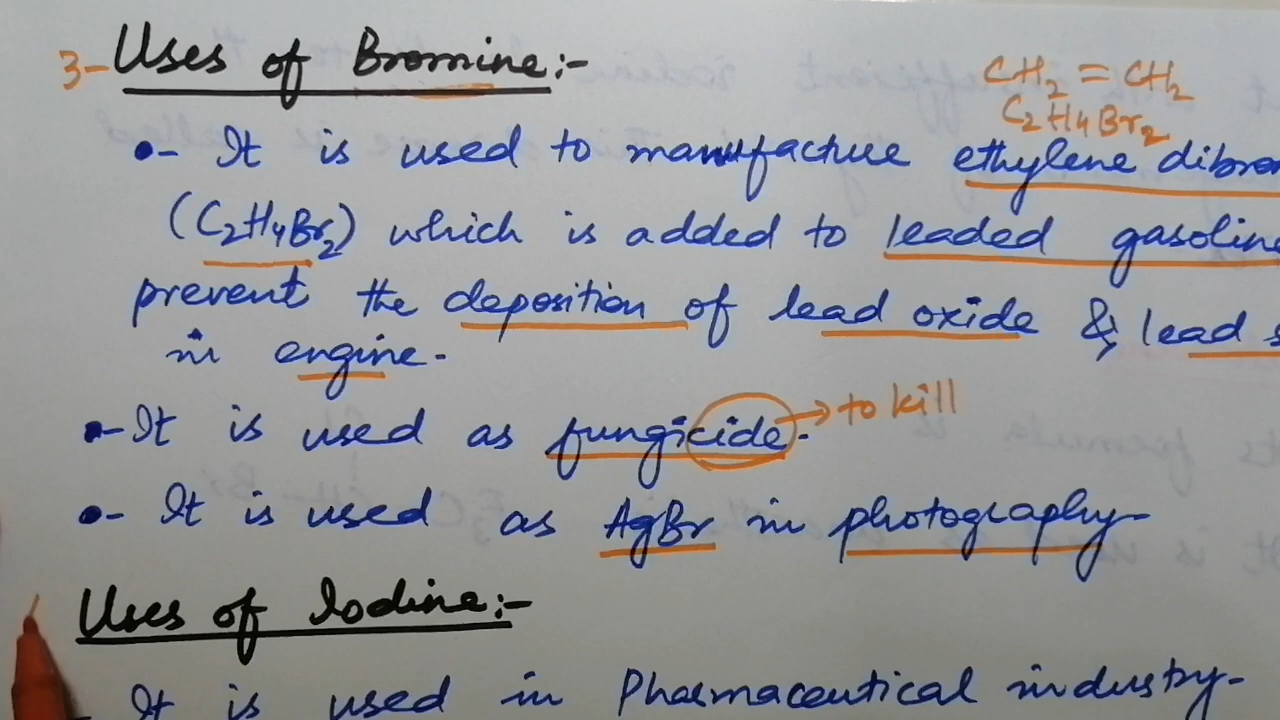 3- Uses of Bromine:-
CH2 = CH2
C2H4Br2
•- It is used to manufacture ethylene dibrom
(C2H4Br2) which is added to leaded gasoline
prevent the deposition of lead oxide & lead s
in engine.
•- It is used as fungicide. → to kill
•- It is used as AgBr in photography-
Uses of Iodine:-
- It is used in Pharmaceutical industry-